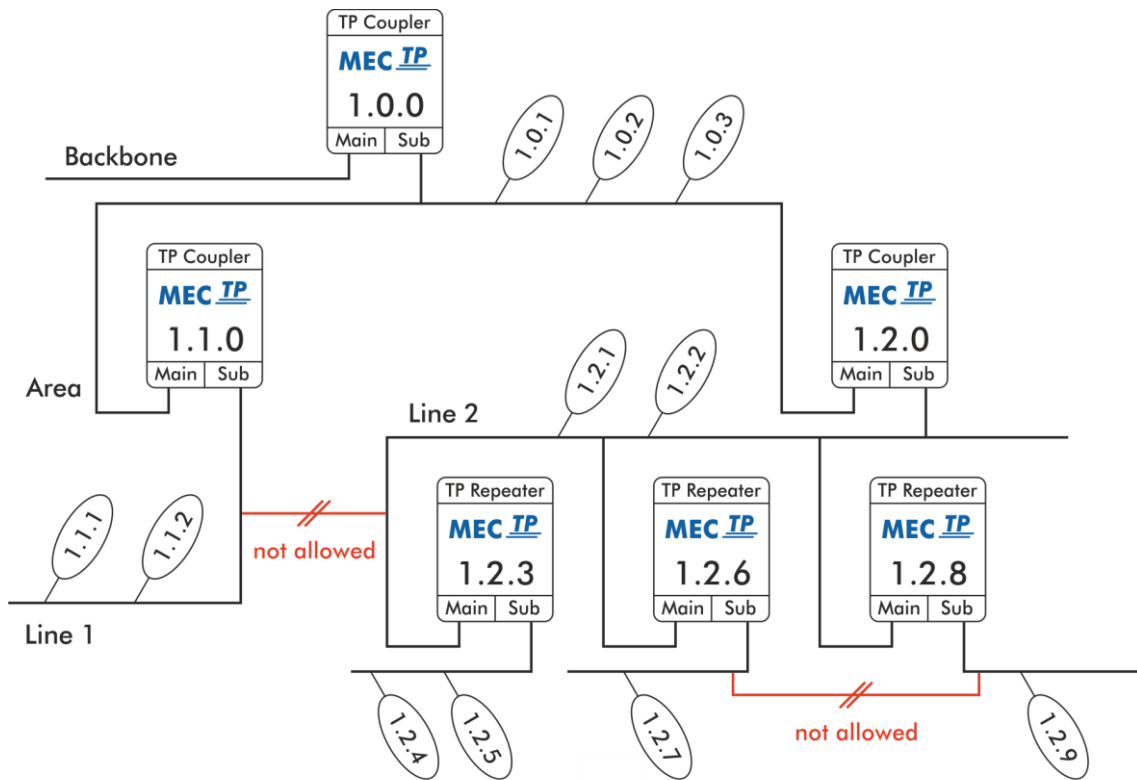 TP Coupler
MEC TP
1.0.0
Main Sub
Backbone
1.0.1
1.0.2
1.0.3
TP Coupler
MEC TP
1.1.0
Main Sub
TP Coupler
MEC TP
1.2.0
Main Sub
Area
1.2.1
1.2.2
Line 2
1.1.1
1.1.2
not allowed
Line 1
TP Repeater
MEC TP
1.2.3
Main Sub
TP Repeater
MEC TP
1.2.6
Main Sub
TP Repeater
MEC TP
1.2.8
Main Sub
1.2.4
1.2.5
1.2.7
not allowed
1.2.9